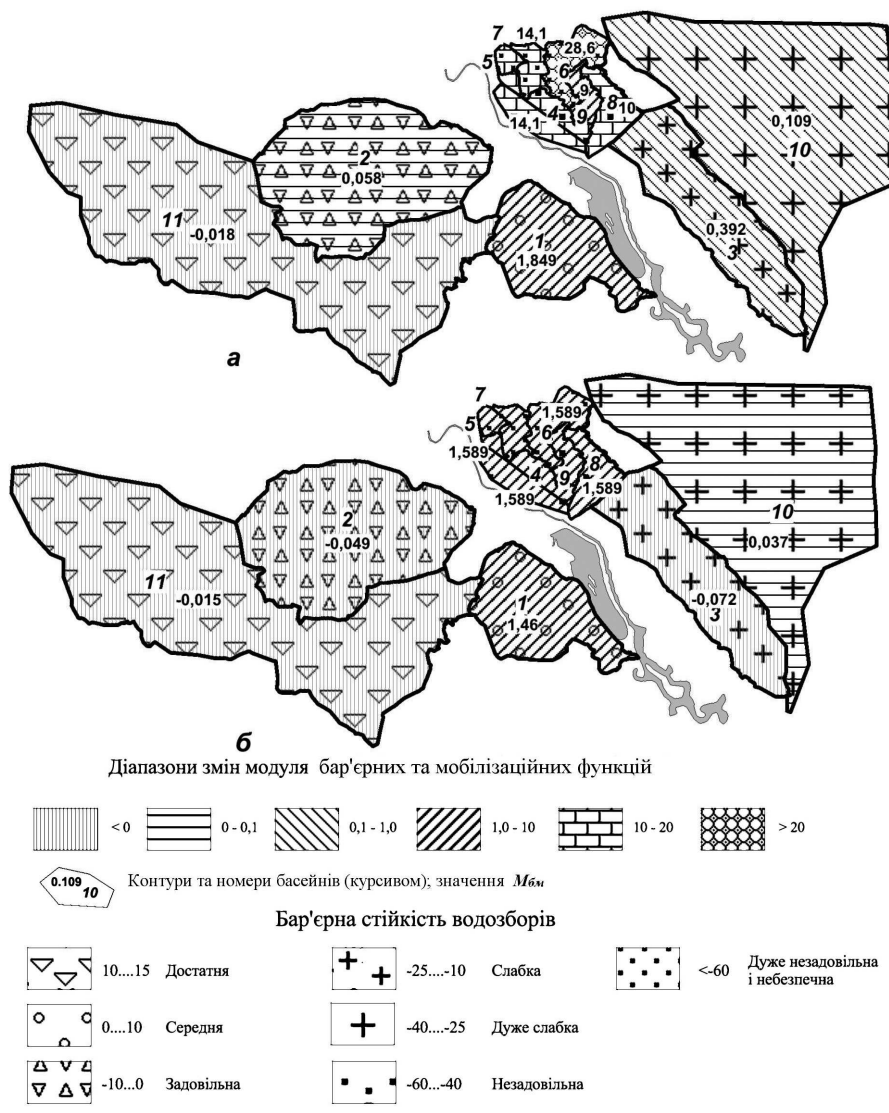 7 14,1
5 28,6
6
9
4 9 8 10
14,1
0,109
10
2
0,058
11
-0,018
1
1,849
0,392
3
а
7
5 1,589
6
1,589
4 9 8
1,589 1,589
10
0,037
2
-0,049
11
-0,015
1
1,46
-0,072
3
б
Діапазони змін модуля бар'єрних та мобілізаційних функцій
< 0 0 - 0,1 0,1 - 1,0 1,0 - 10 10 - 20 > 20
0.109
10
Контури та номери басейнів (курсивом); значення Мбм
Бар'єрна стійкість водозборів
10....15 Достатня -25....-10 Слабка <-60 Дуже незадовільна
і небезпечна
0....10 Середня -40....-25 Дуже слабка
-10...0 Задовільна -60...-40 Незадовільна